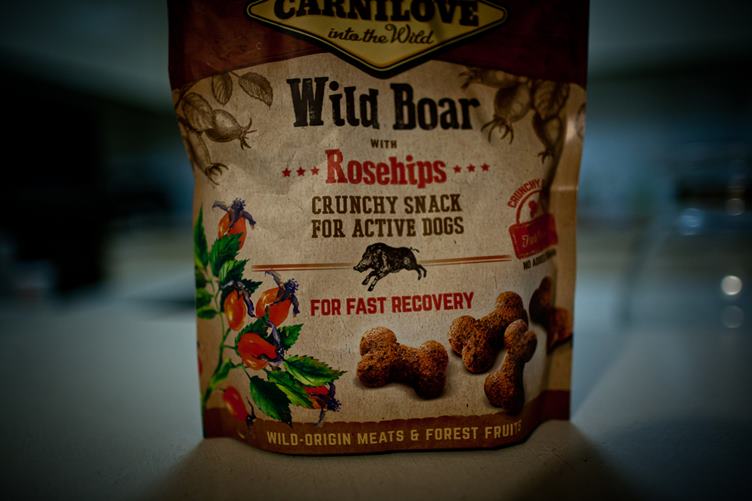 CARNILOVE
into the Wild
Wild Boar
WITH
Rosehips
CRUNCHY SNACK
FOR ACTIVE DOGS
CRUNCHY
FOR FAST RECOVERY
WILD-ORIGIN MEATS & FOREST FRUITS